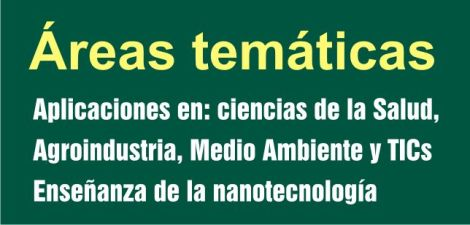 Áreas temáticas
Aplicaciones en: ciencias de la Salud,
Agroindustria, Medio Ambiente y TICs
Enseñanza de la nanotecnología